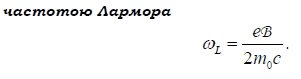 частотою Лармора
ω_L = eB / 2m_0c .